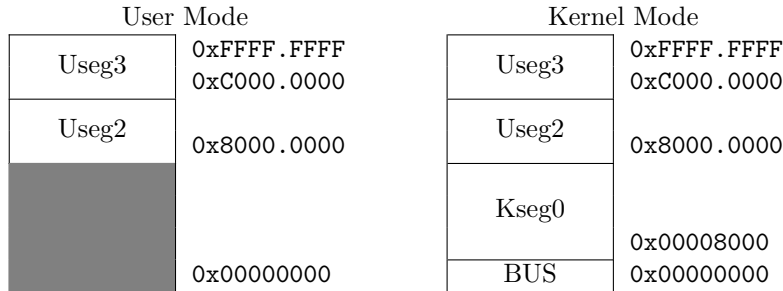 User Mode
Useg3
0xFFFF.FFFF
0xC000.0000
Useg2
0x8000.0000
0x00000000
Kernel Mode
Useg3
0xFFFF.FFFF
0xC000.0000
Useg2
0x8000.0000
Kseg0
0x00008000
BUS
0x00000000